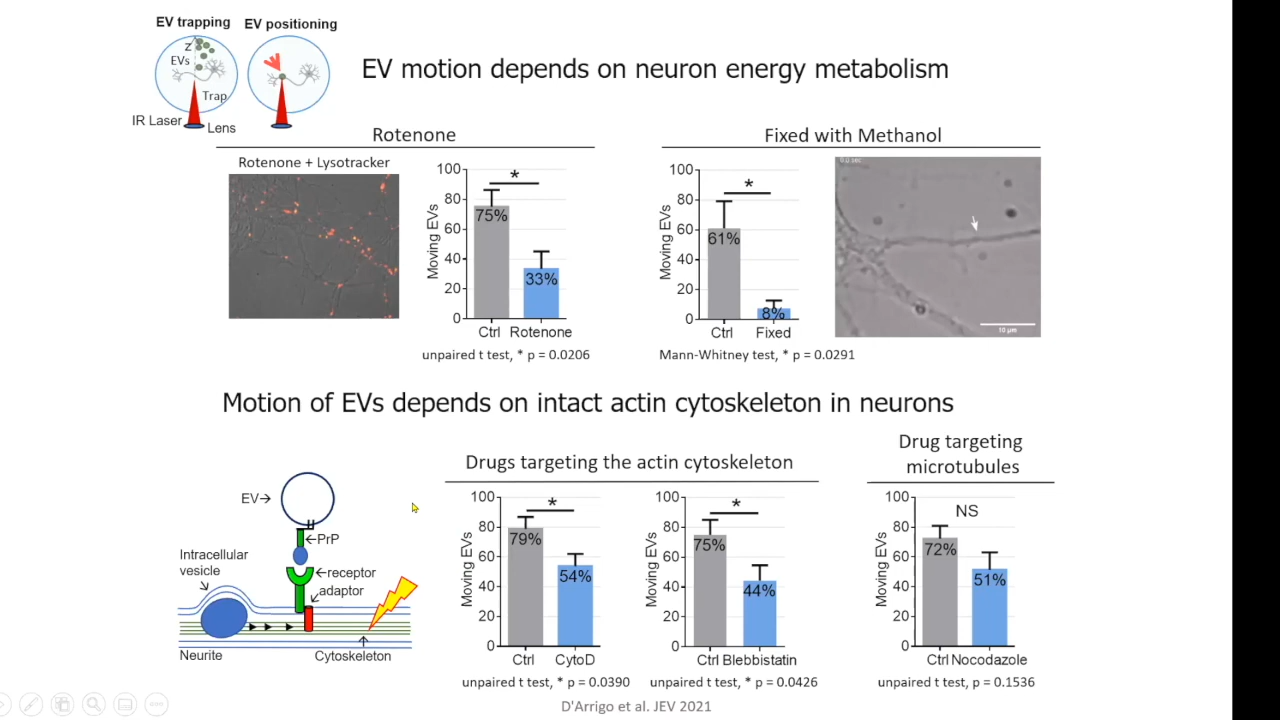 EV trapping
EV positioning
Z
EVs
Trap
IR Laser
Lens
EV motion depends on neuron energy metabolism
Rotenone
Fixed with Methanol
Rotenone + Lysotracker
Moving EVs
100
80
60
40
20
0
*
75%
33%
Ctrl Rotenone
unpaired t test, * p = 0.0206
Moving EVs
100
80
60
40
20
0
*
61%
8%
Ctrl Fixed
Mann-Whitney test, * p = 0.0291
0.0 sec
10 µm
Motion of EVs depends on intact actin cytoskeleton in neurons
EV
PrP
receptor
adaptor
Intracellular
vesicle
Neurite
Cytoskeleton
Drugs targeting the actin cytoskeleton
Moving EVs
100
80
60
40
20
0
*
79%
54%
Ctrl CytoD
unpaired t test, * p = 0.0390
Moving EVs
100
80
60
40
20
0
*
75%
44%
Ctrl Blebbistatin
unpaired t test, * p = 0.0426
Drug targeting
microtubules
Moving EVs
100
80
60
40
20
0
NS
72%
51%
Ctrl Nocodazole
unpaired t test, p = 0.1536
D'Arrigo et al. JEV 2021